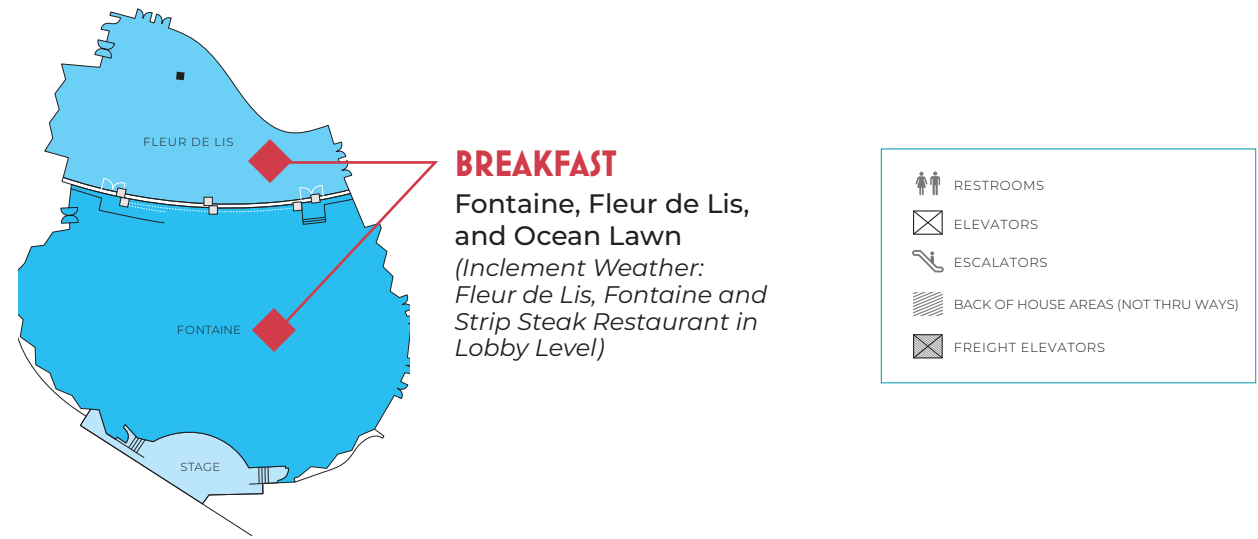 FLEUR DE LIS
FONTAINE
STAGE
BREAKFAST
Fontaine, Fleur de Lis,
and Ocean Lawn
(Inclement Weather:
Fleur de Lis, Fontaine and
Strip Steak Restaurant in
Lobby Level)
RESTROOMS
ELEVATORS
ESCALATORS
BACK OF HOUSE AREAS (NOT THRU WAYS)
FREIGHT ELEVATORS